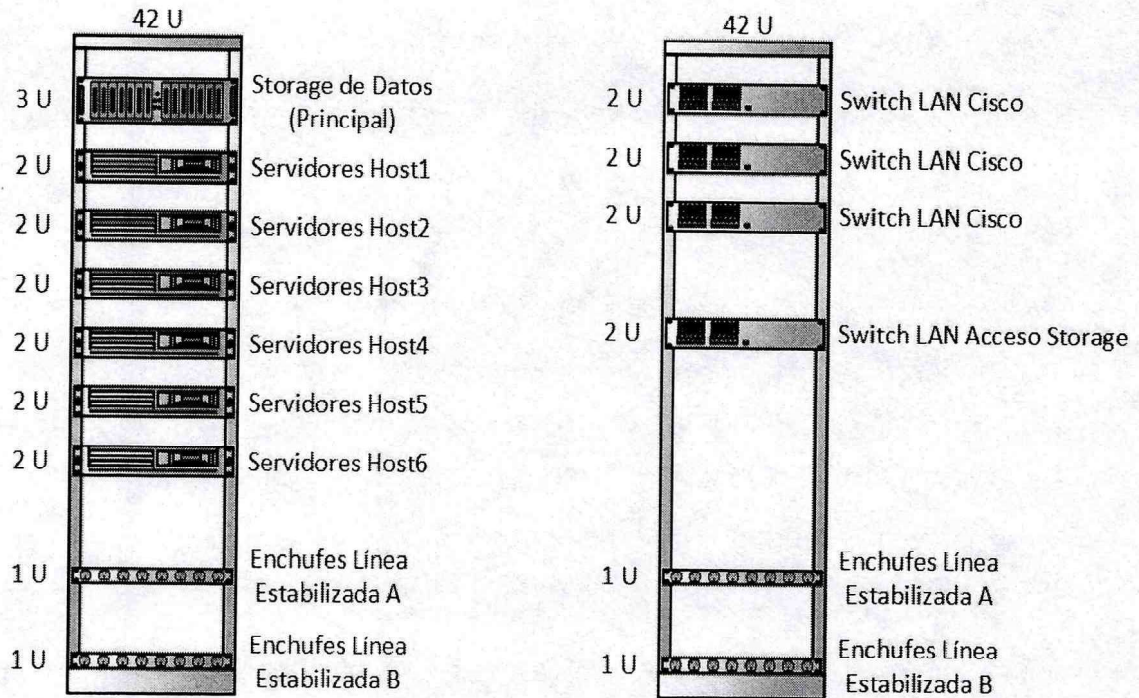 42 U
3 U
Storage de Datos
(Principal)
2 U
Servidores Host1
2 U
Servidores Host2
2 U
Servidores Host3
2 U
Servidores Host4
2 U
Servidores Host5
2 U
Servidores Host6
1 U
Enchufes Línea
Estabilizada A
1 U
Enchufes Línea
Estabilizada B
42 U
2 U
Switch LAN Cisco
2 U
Switch LAN Cisco
2 U
Switch LAN Cisco
2 U
Switch LAN Acceso Storage
1 U
Enchufes Línea
Estabilizada A
1 U
Enchufes Línea
Estabilizada B